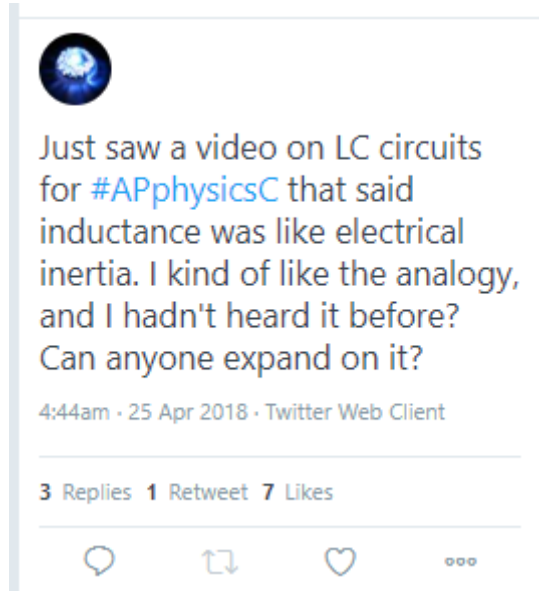 Just saw a video on LC circuits
for #APphysicsC that said
inductance was like electrical
inertia. I kind of like the analogy,
and I hadn't heard it before?
Can anyone expand on it?
4:44am · 25 Apr 2018 · Twitter Web Client
3 Replies 1 Retweet 7 Likes